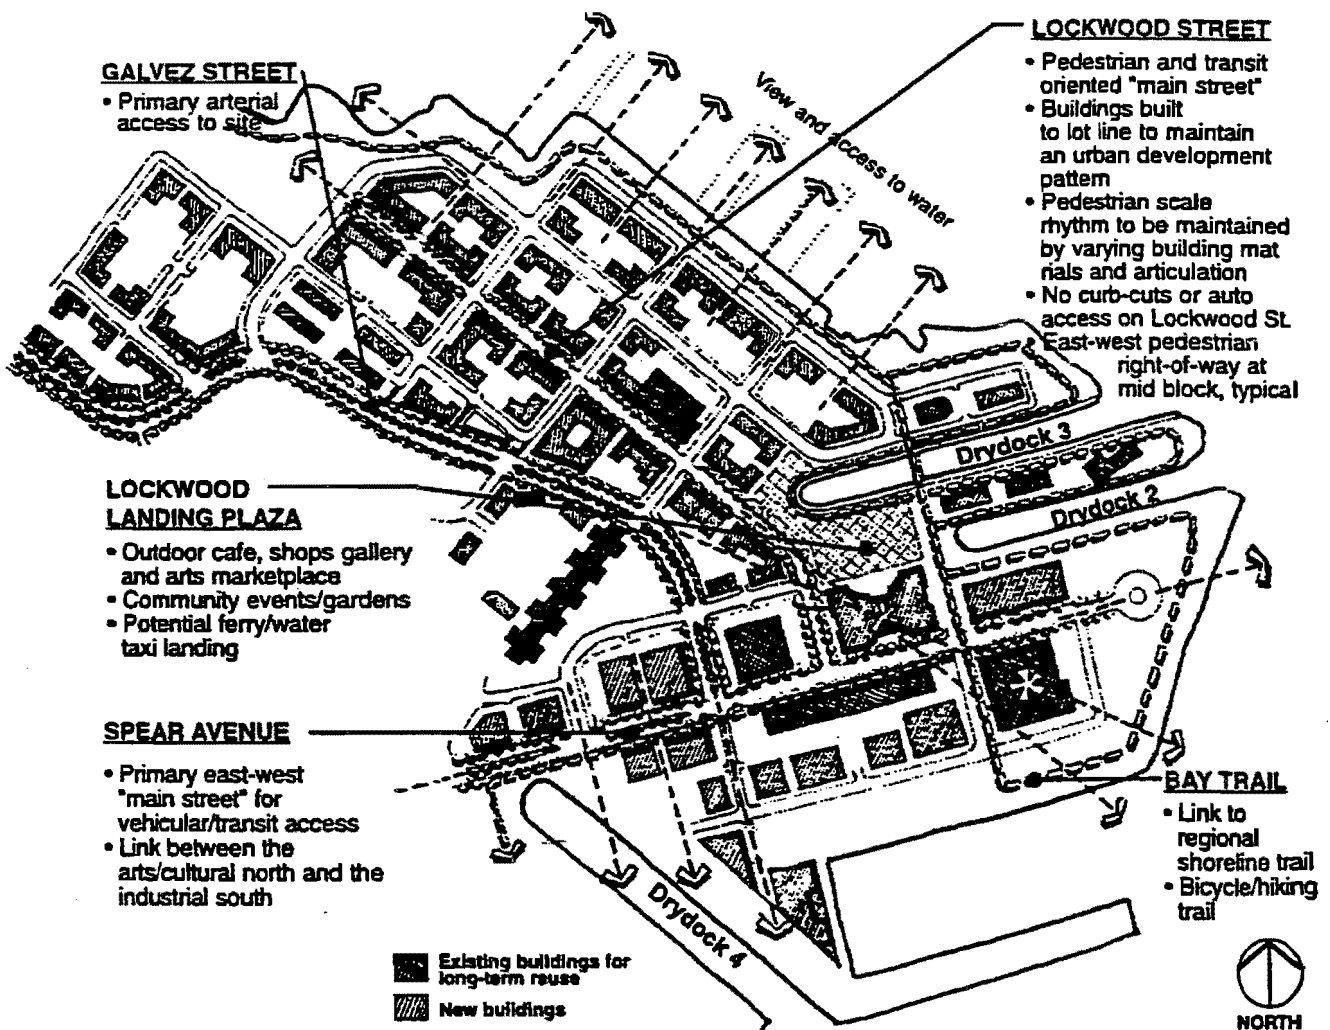 GALVEZ STREET
• Primary arterial
access to site
View and access to water
LOCKWOOD STREET
• Pedestrian and transit
oriented "main street"
• Buildings built
to lot line to maintain
an urban development
pattern
• Pedestrian scale
rhythm to be maintained
by varying building mat
rials and articulation
• No curb-cuts or auto
access on Lockwood St.
• East-west pedestrian
right-of-way at
mid block, typical
Drydock 3
Drydock 2
LOCKWOOD
LANDING PLAZA
• Outdoor cafe, shops gallery
and arts marketplace
• Community events/gardens
• Potential ferry/water
taxi landing
SPEAR AVENUE
• Primary east-west
"main street" for
vehicular/transit access
• Link between the
arts/cultural north and the
industrial south
BAY TRAIL
• Link to
regional
shoreline trail
• Bicycle/hiking
trail
Drydock 4
Existing buildings for
long-term reuse
New buildings
NORTH